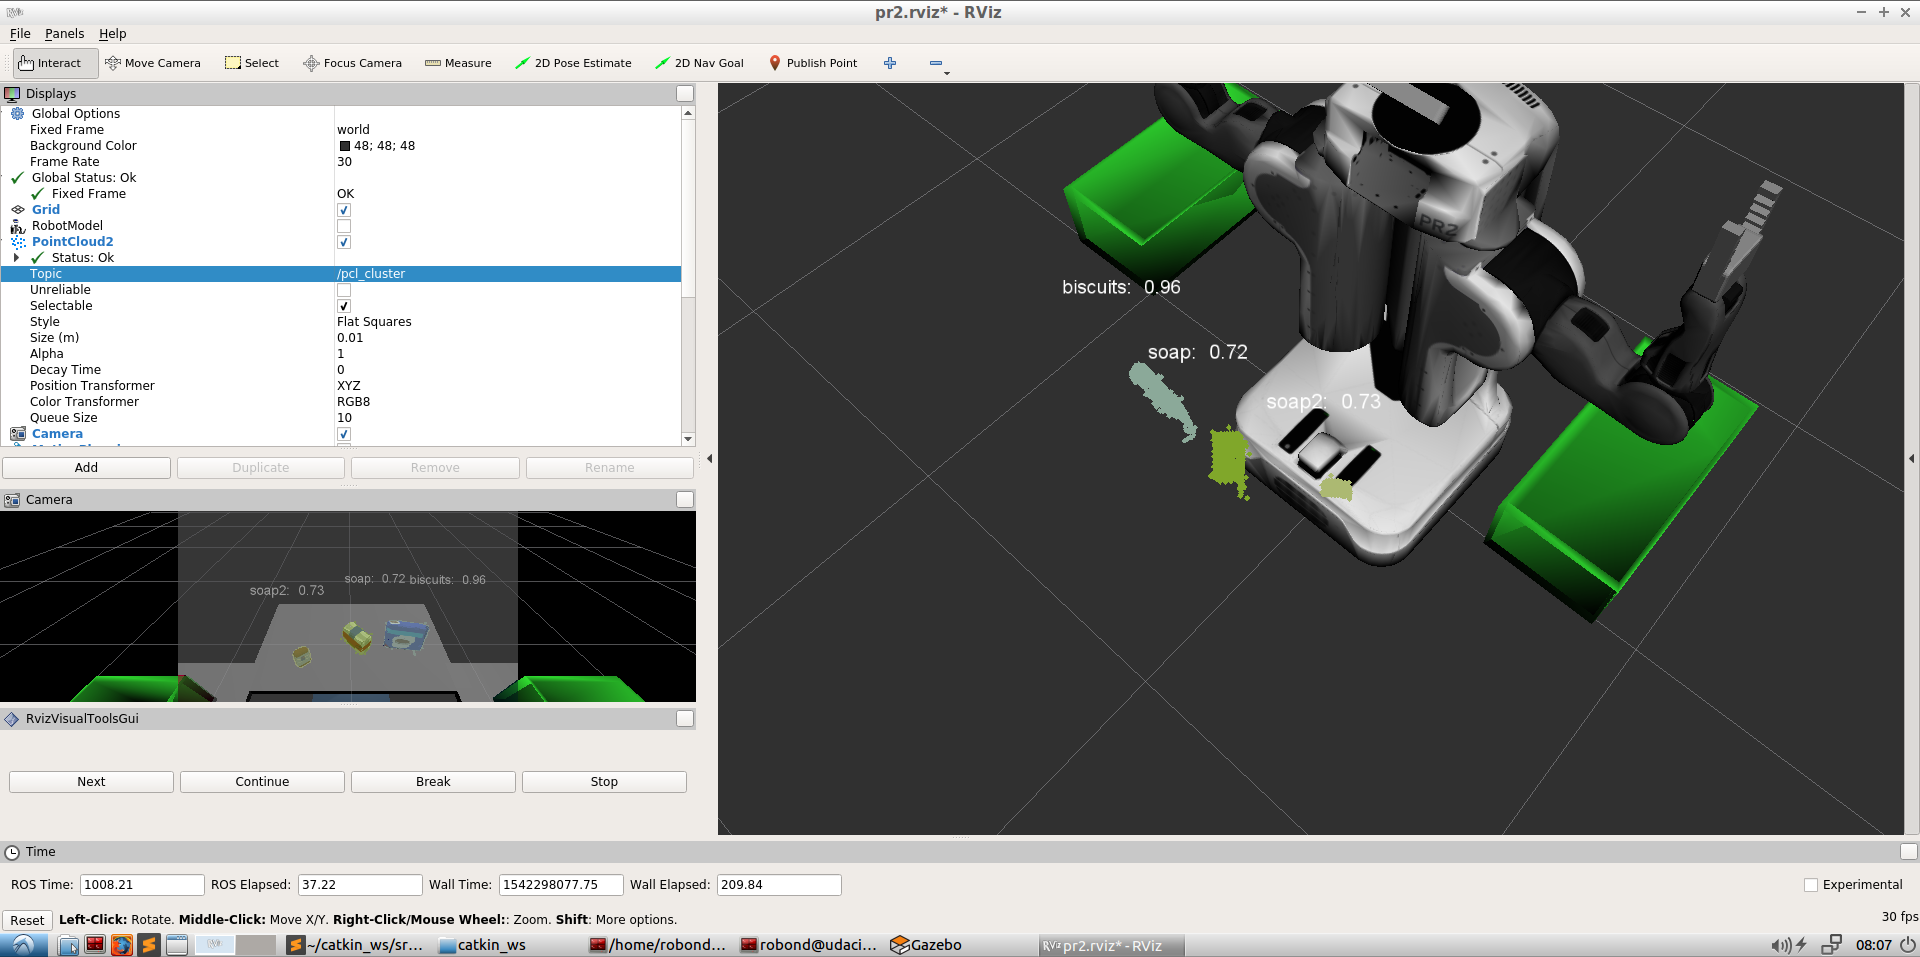 pr2.rviz* - RViz
File Panels Help
Interact Move Camera Select Focus Camera Measure 2D Pose Estimate 2D Nav Goal Publish Point
Displays
Global Options
Fixed Frame world
Background Color 48; 48; 48
Frame Rate 30
Global Status: Ok
Fixed Frame OK
Grid
RobotModel
PointCloud2
Status: Ok
Topic /pcl_cluster
Unreliable
Selectable
Style Flat Squares
Size (m) 0.01
Alpha 1
Decay Time 0
Position Transformer XYZ
Color Transformer RGB8
Queue Size 10
Camera
Add Duplicate Remove Rename
Camera
soap2: 0.73
soap: 0.72 biscuits: 0.96
RvizVisualToolsGui
Next Continue Break Stop
PR2
biscuits: 0.96
soap: 0.72
soap2: 0.73
Time
ROS Time: 1008.21 ROS Elapsed: 37.22 Wall Time: 1542298077.75 Wall Elapsed: 209.84 Experimental
Reset Left-Click: Rotate. Middle-Click: Move X/Y. Right-Click/Mouse Wheel:: Zoom. Shift: More options. 30 fps
~/catkin_ws/sr... catkin_ws /home/robond... robond@udaci... Gazebo RViz pr2.rviz* - RViz 08:07